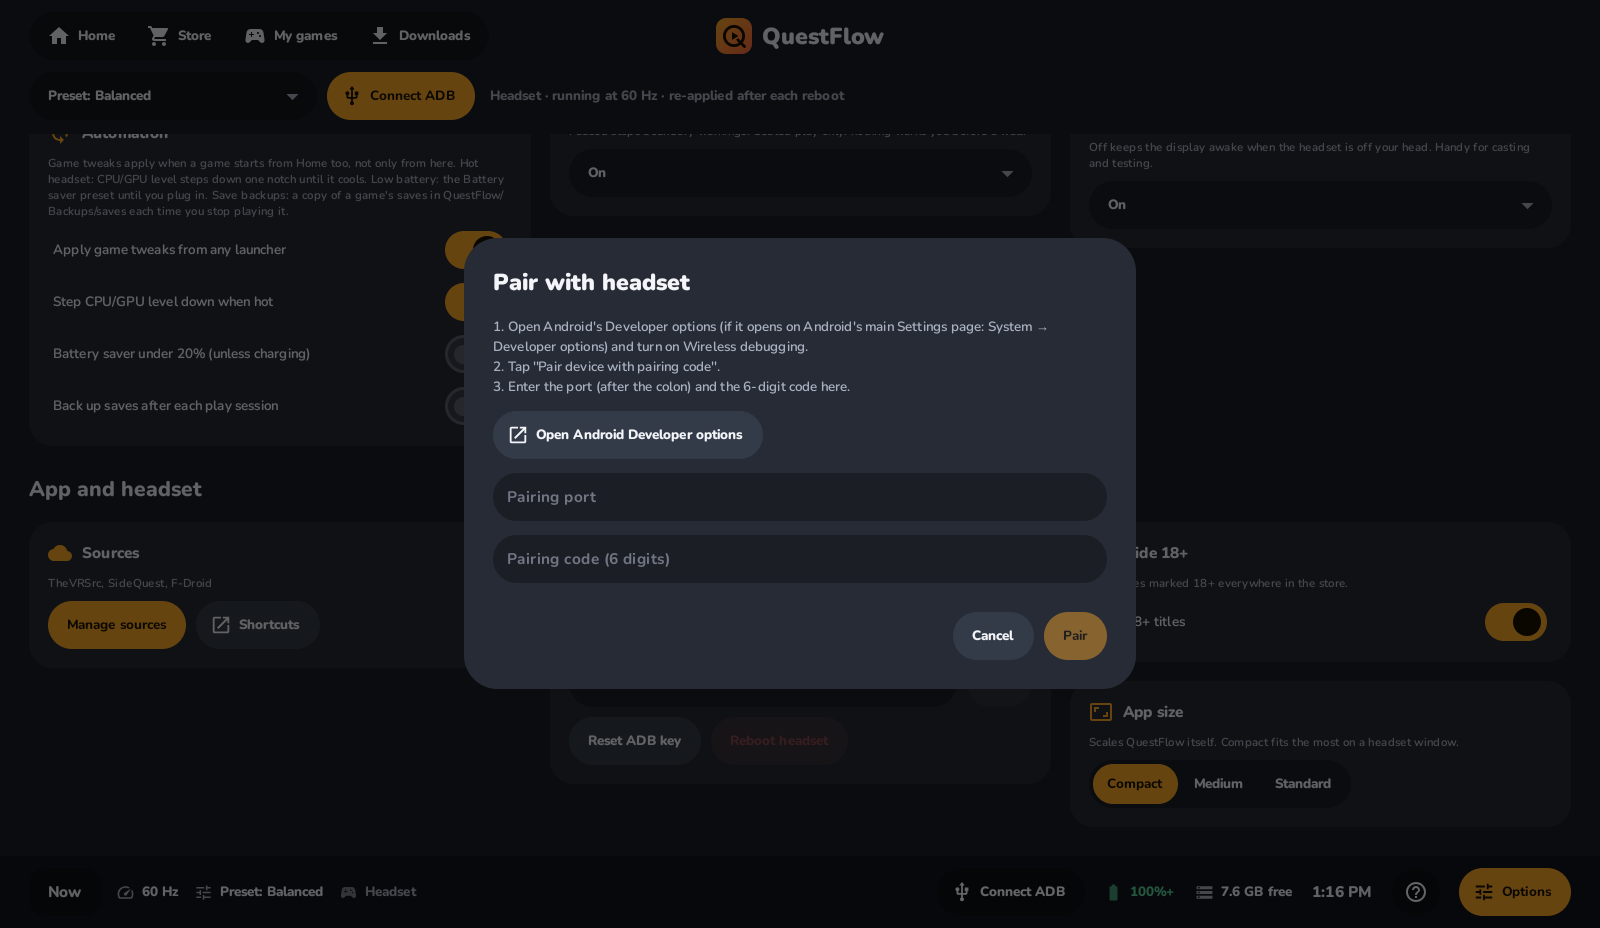 Home
Store
My games
Downloads
QuestFlow
Preset: Balanced
Connect ADB
Headset · running at 60 Hz · re-applied after each reboot
Automation
Game tweaks apply when a game starts from Home too, not only from here. Hot
headset: CPU/GPU level steps down one notch until it cools. Low battery: the Battery
saver preset until you plug in. Save backups: a copy of a game's saves in QuestFlow/
Backups/saves each time you stop playing it.
Apply game tweaks from any launcher
Step CPU/GPU level down when hot
Battery saver under 20% (unless charging)
Back up saves after each play session
On
Off keeps the display awake when the headset is off your head. Handy for casting
and testing.
On
Pair with headset
1. Open Android's Developer options (if it opens on Android's main Settings page: System →
Developer options) and turn on Wireless debugging.
2. Tap "Pair device with pairing code".
3. Enter the port (after the colon) and the 6-digit code here.
Open Android Developer options
Pairing port
Pairing code (6 digits)
Cancel
Pair
App and headset
Sources
TheVRSrc, SideQuest, F-Droid
Manage sources
Shortcuts
Reset ADB key
Reboot headset
ide 18+
es marked 18+ everywhere in the store.
8+ titles
App size
Scales QuestFlow itself. Compact fits the most on a headset window.
Compact
Medium
Standard
Now
60 Hz
Preset: Balanced
Headset
Connect ADB
100%+
7.6 GB free
1:16 PM
Options